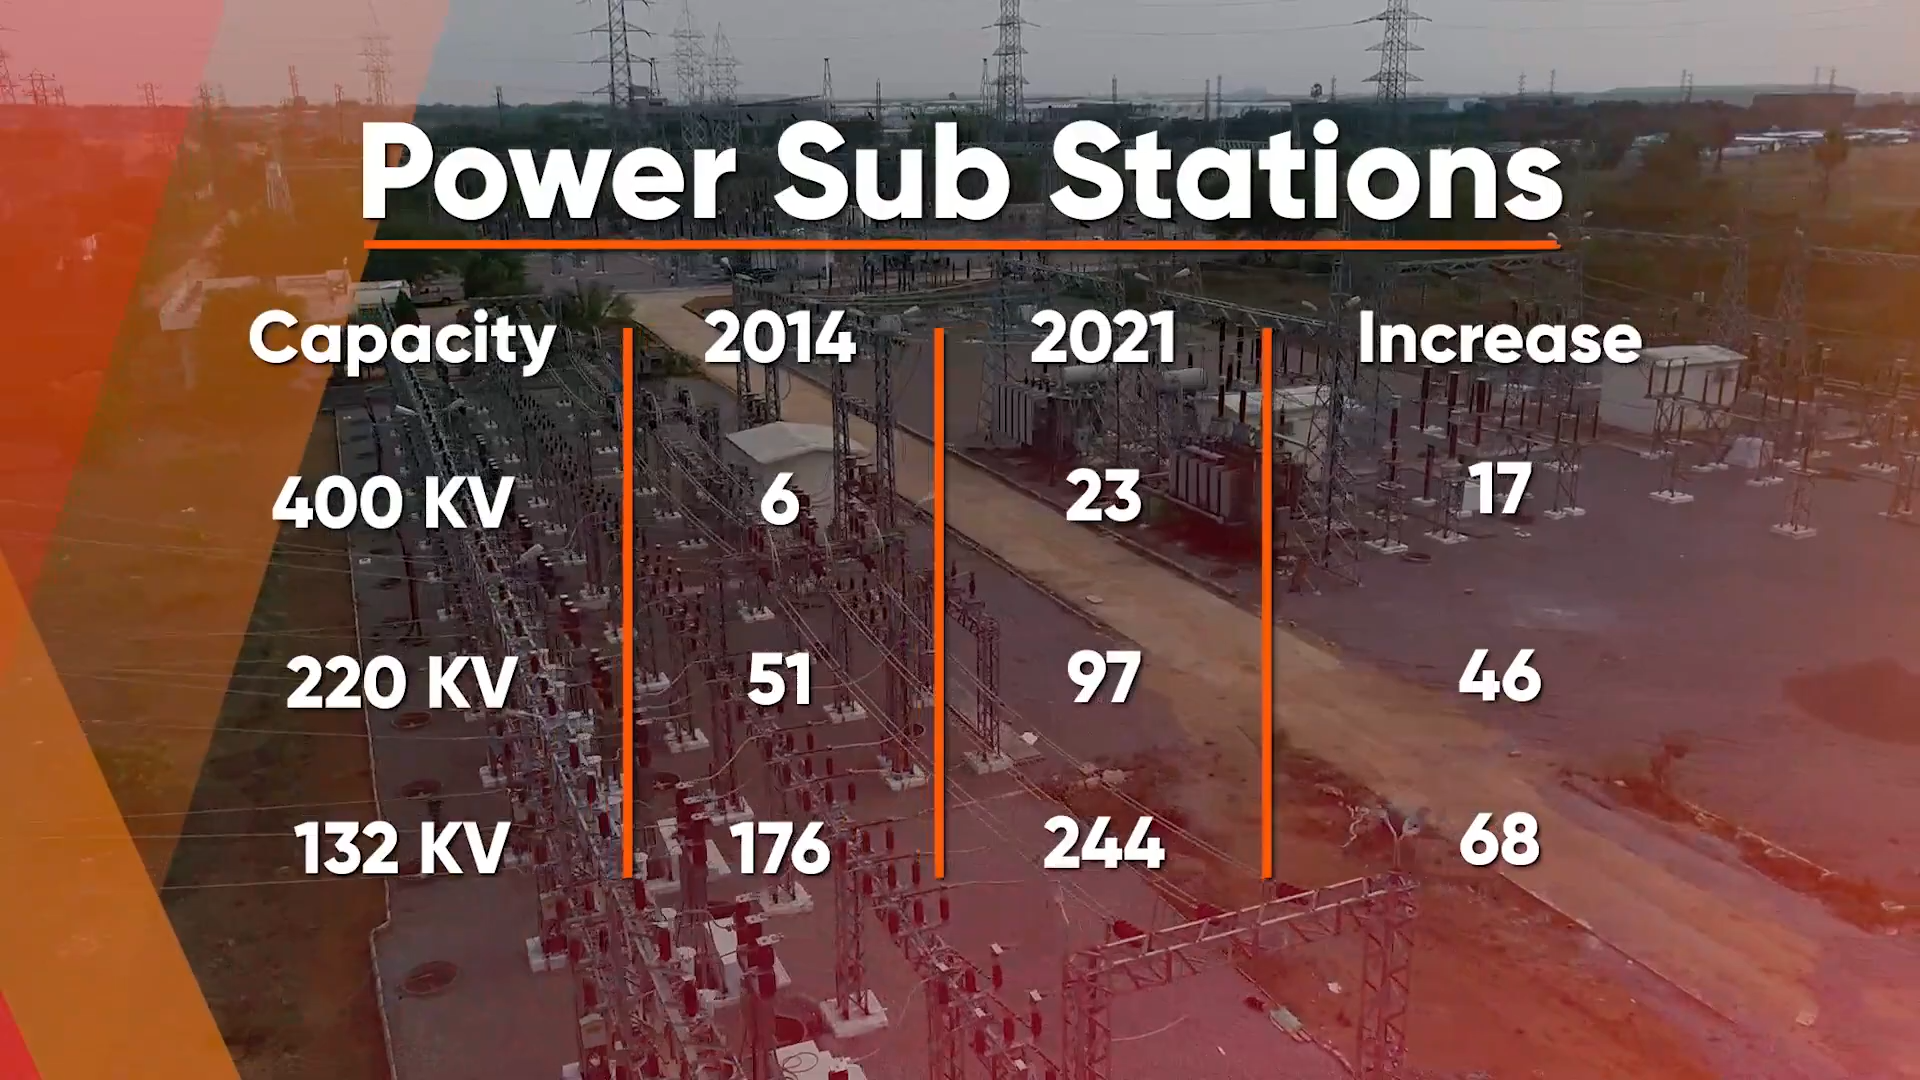 Power Sub Stations
Capacity 2014 2021 Increase
400 KV 6 23 17
220 KV 51 97 46
132 KV 176 244 68